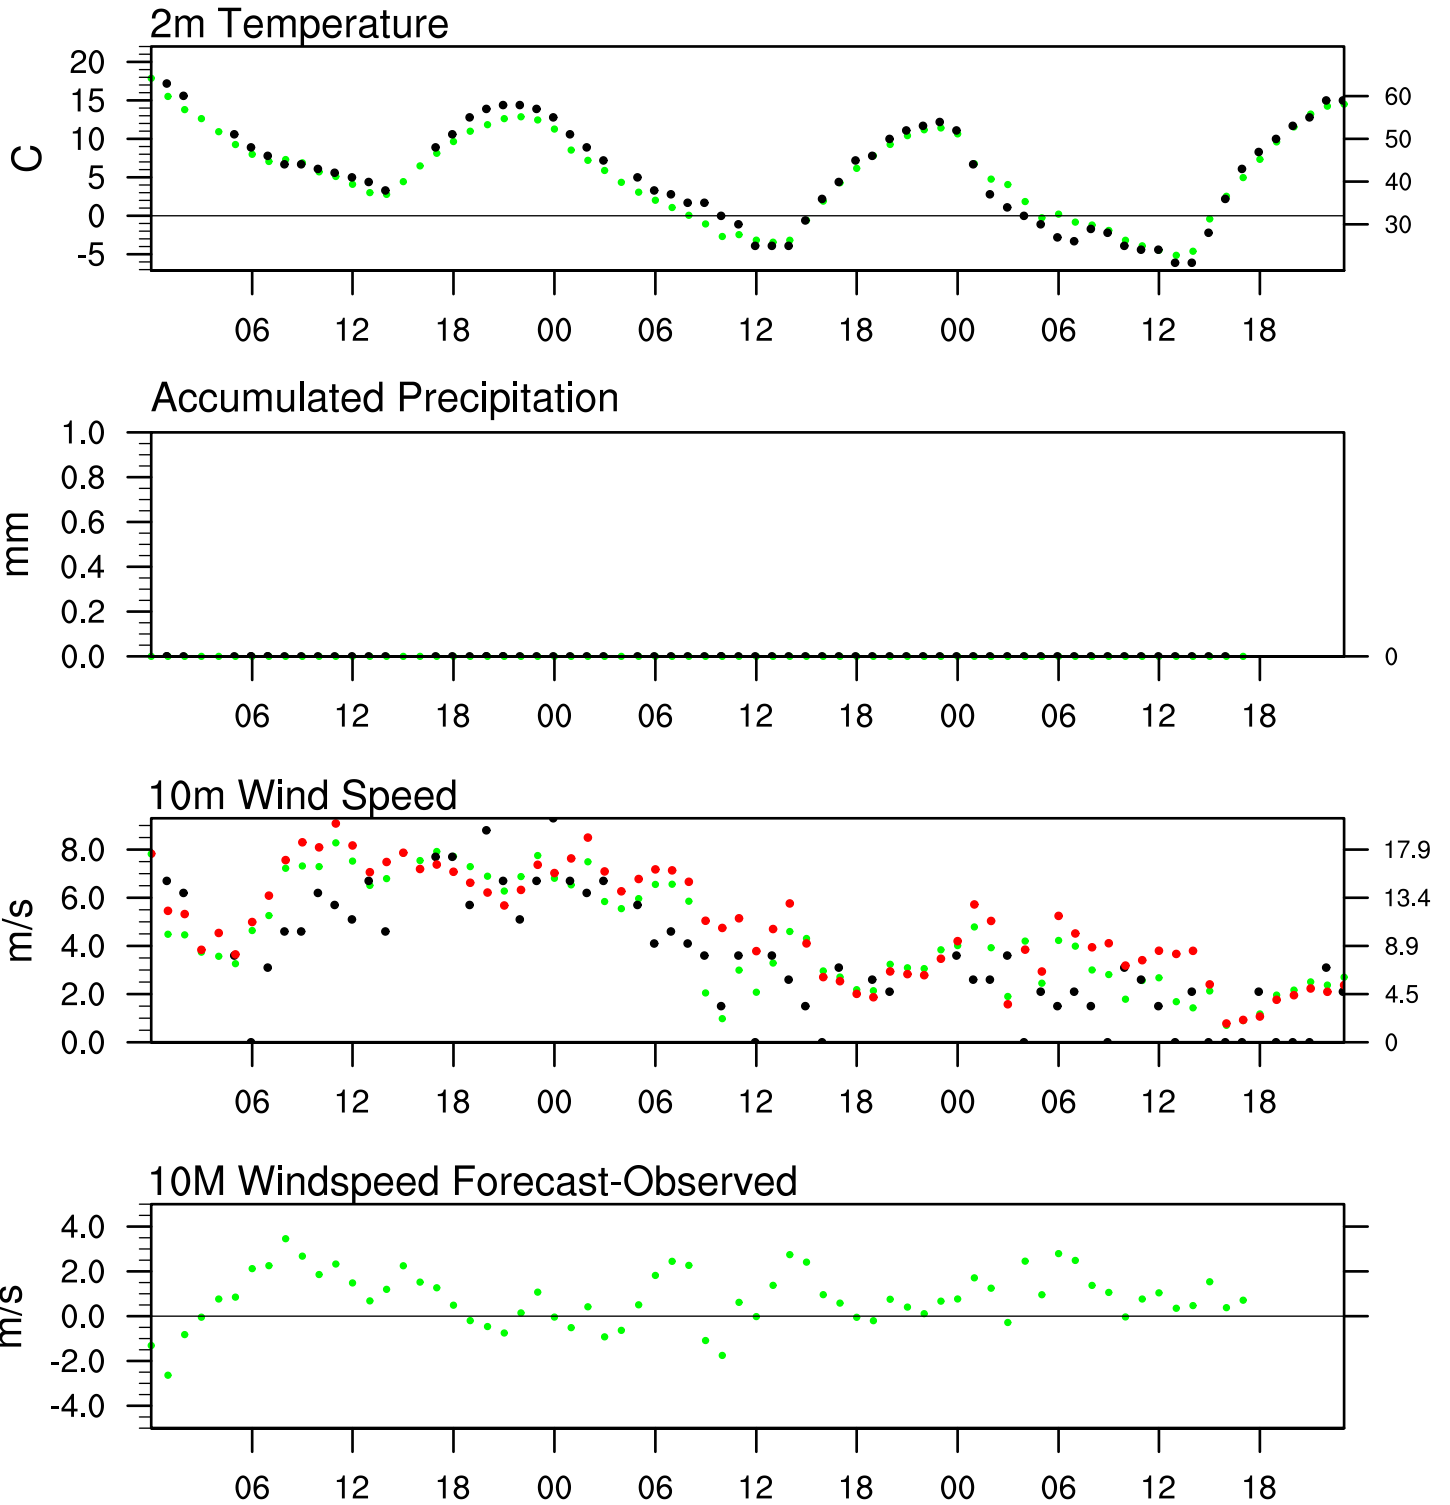 2m Temperature
20
15
10
5
0
-5
C
60
50
40
30
06 12 18 00 06 12 18 00 06 12 18
Accumulated Precipitation
1.0
0.8
0.6
0.4
0.2
0.0
mm
0
06 12 18 00 06 12 18 00 06 12 18
10m Wind Speed
8.0
6.0
4.0
2.0
0.0
m/s
17.9
13.4
8.9
4.5
0
06 12 18 00 06 12 18 00 06 12 18
10M Windspeed Forecast-Observed
4.0
2.0
0.0
-2.0
-4.0
m/s
06 12 18 00 06 12 18 00 06 12 18